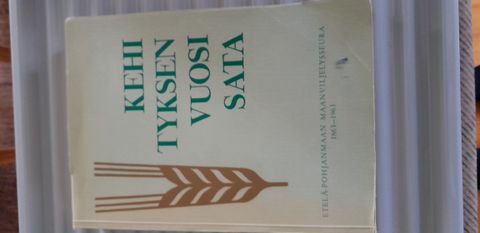 KEHI
TYKSEN
VUOSI
SATA
ETELÄ-POHJANMAAN MAANVILJELYSSEURA
1863–1963